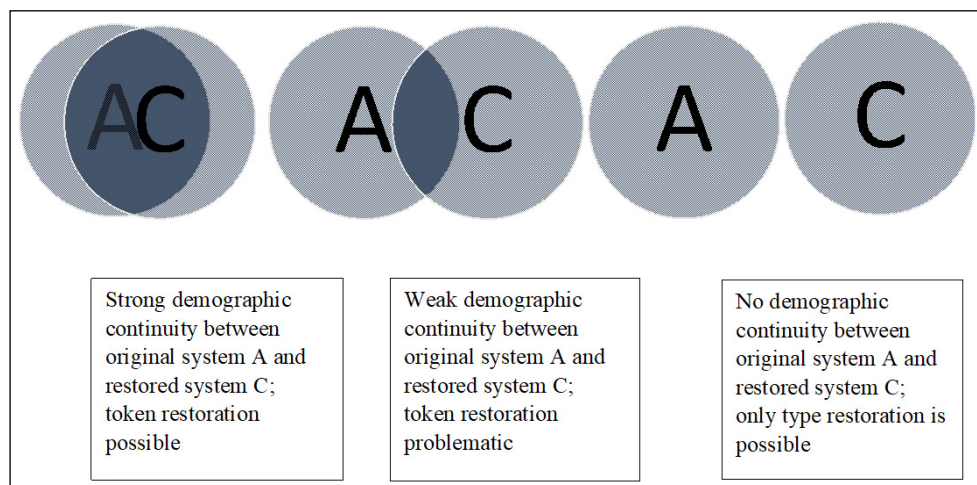 A C
A C
A
C
Strong demographic
continuity between
original system A and
restored system C;
token restoration
possible
Weak demographic
continuity between
original system A and
restored system C;
token restoration
problematic
No demographic
continuity between
original system A and
restored system C;
only type restoration is
possible